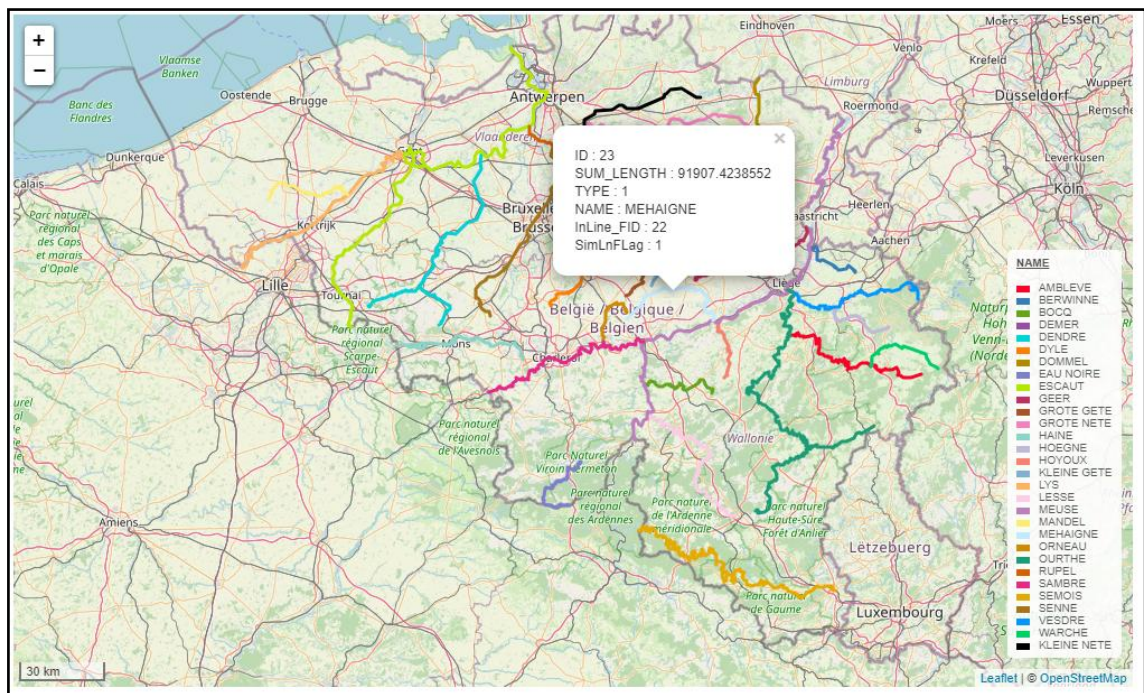 +
−
Vlaamse
Banken
Banc des
Flandres
Oostende
Brugge
Antwerpen
Eindhoven
Moers
Essen
Venlo
Krefeld
Düsseldorf
Remsche
Limburg
Roermond
Dunkerque
Calais
Vlaanderen
Leverkusen
Köln
Parc naturel
régional
des Caps
et marais
d'Opale
Kortrijk
Heerlen
Aachen
Lille
Tournai
Liège
Parc naturel
régional
Scarpe
Escaut
Mons
België / Belgique /
Belgien
Charleroi
Parc
naturel
régional
de l'Avesnois
Wallonie
Parc Naturel
Viroin-Hermeton
Parc naturel
régional
des Ardennes
Parc naturel
de l'Ardenne
méridionale
Parc naturel
Haute-Sûre
Forêt d'Anlier
Amiens
Lëtzebuerg
Parc naturel
de Gaume
Luxembourg
×
ID : 23
SUM_LENGTH : 91907.4238552
TYPE : 1
NAME : MEHAIGNE
InLine_FID : 22
SimLnFLag : 1
NAME
AMBLEVE
BERWINNE
BOCQ
DEMER
DENDRE
DYLE
DOMMEL
EAU NOIRE
ESCAUT
GEER
GROTE GETE
GROTE NETE
HAINE
HOEGNE
HOYOUX
KLEINE GETE
LYS
LESSE
MEUSE
MANDEL
MEHAIGNE
ORNEAU
OURTHE
RUPEL
SAMBRE
SEMOIS
SENNE
VESDRE
WARCHE
KLEINE NETE
30 km
Leaflet | © OpenStreetMap